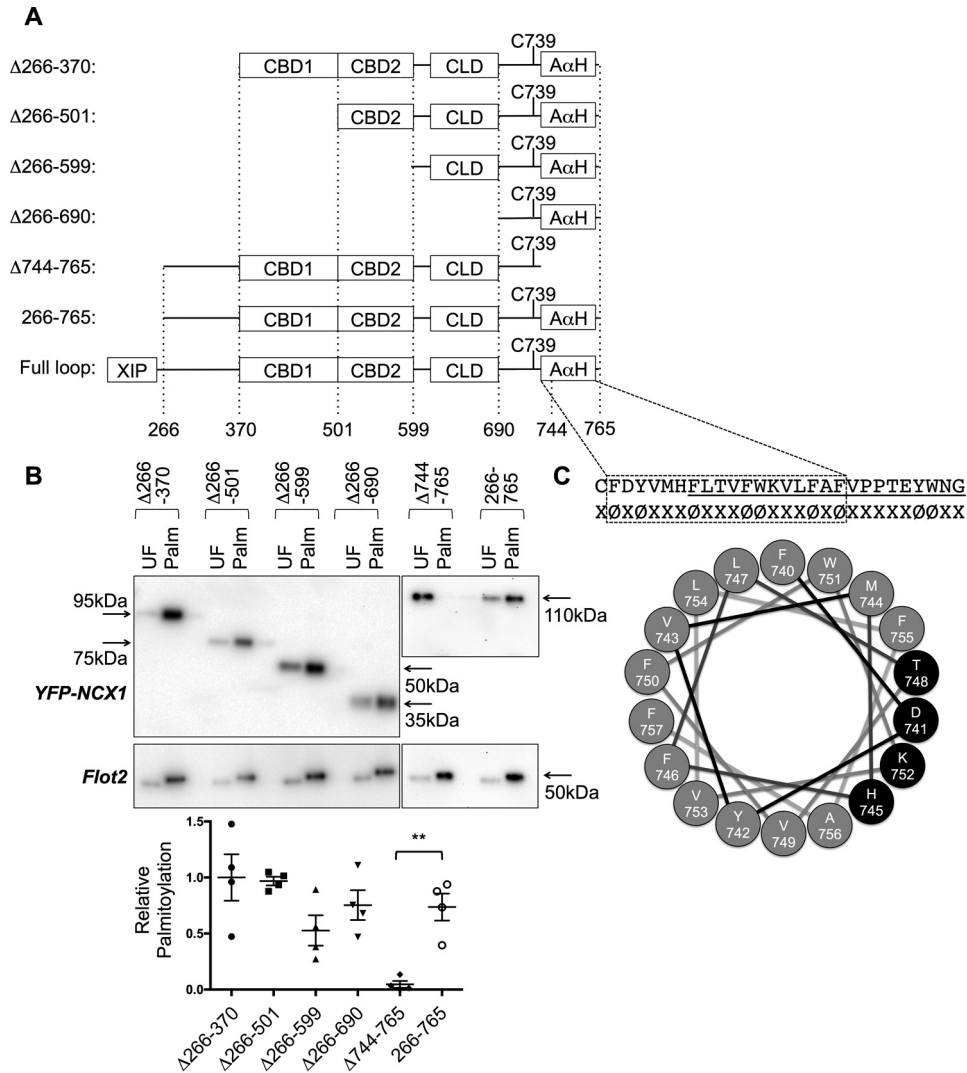 A
Δ266-370: CBD1 CBD2 CLD C739 AαH
Δ266-501: CBD2 CLD C739 AαH
Δ266-599: CLD C739 AαH
Δ266-690: C739 AαH
Δ744-765: CBD1 CBD2 CLD C739
266-765: CBD1 CBD2 CLD C739 AαH
Full loop: XIP CBD1 CBD2 CLD C739 AαH
266 370 501 599 690 744 765
B
Δ266 -370
Δ266 -501
Δ266 -599
Δ266 -690
Δ744 -765
266- 765
UF Palm UF Palm UF Palm UF Palm UF Palm UF Palm
95kDa
75kDa
YFP-NCX1
50kDa
35kDa
110kDa
Flot2
50kDa
Relative
Palmitoylation
1.5
1.0
0.5
0.0
**
Δ266-370
Δ266-501
Δ266-599
Δ266-690
Δ744-765
266-765
C
CFDYVMHFLTVFWKVLFAFVPPTEYWNG
XØXØXXXØXXXØØXXXØXØXXXXXØØXX
F 740
W 751
M 744
F 755
T 748
D 741
K 752
H 745
A 756
V 749
Y 742
V 753
F 746
F 757
F 750
V 743
L 754
L 747